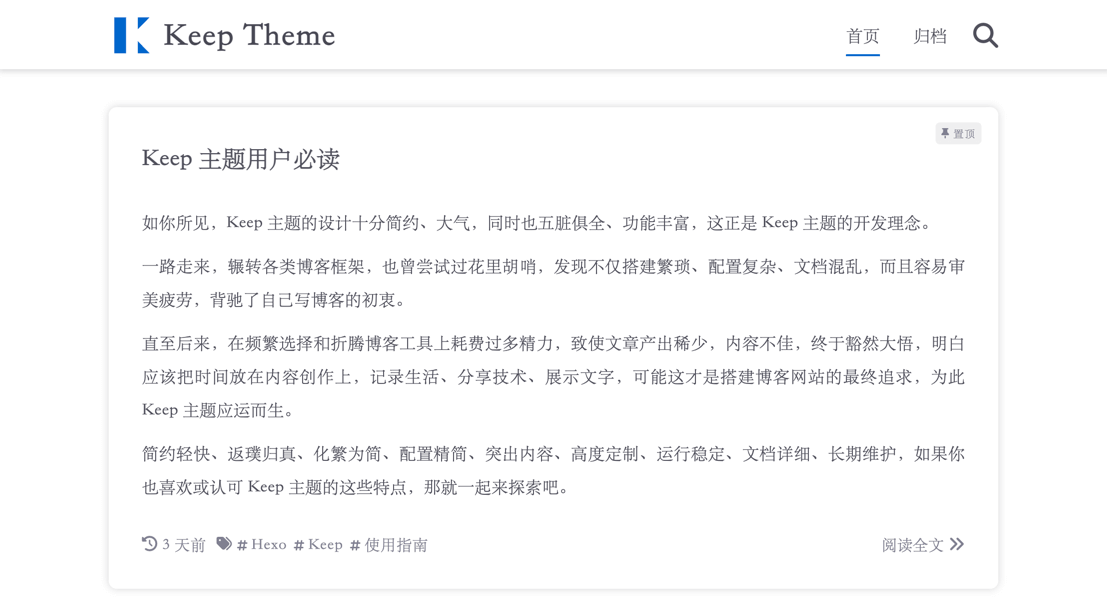 Keep Theme
首页 归档
置顶
Keep 主题用户必读
如你所见，Keep 主题的设计十分简约、大气，同时也五脏俱全、功能丰富，这正是 Keep 主题的开发理念。
一路走来，辗转各类博客框架，也曾尝试过花里胡哨，发现不仅搭建繁琐、配置复杂、文档混乱，而且容易审
美疲劳，背驰了自己写博客的初衷。
直至后来，在频繁选择和折腾博客工具上耗费过多精力，致使文章产出稀少，内容不佳，终于豁然大悟，明白
应该把时间放在内容创作上，记录生活、分享技术、展示文字，可能这才是搭建博客网站的最终追求，为此
Keep 主题应运而生。
简约轻快、返璞归真、化繁为简、配置精简、突出内容、高度定制、运行稳定、文档详细、长期维护，如果你
也喜欢或认可 Keep 主题的这些特点，那就一起来探索吧。
3 天前 # Hexo # Keep # 使用指南 阅读全文